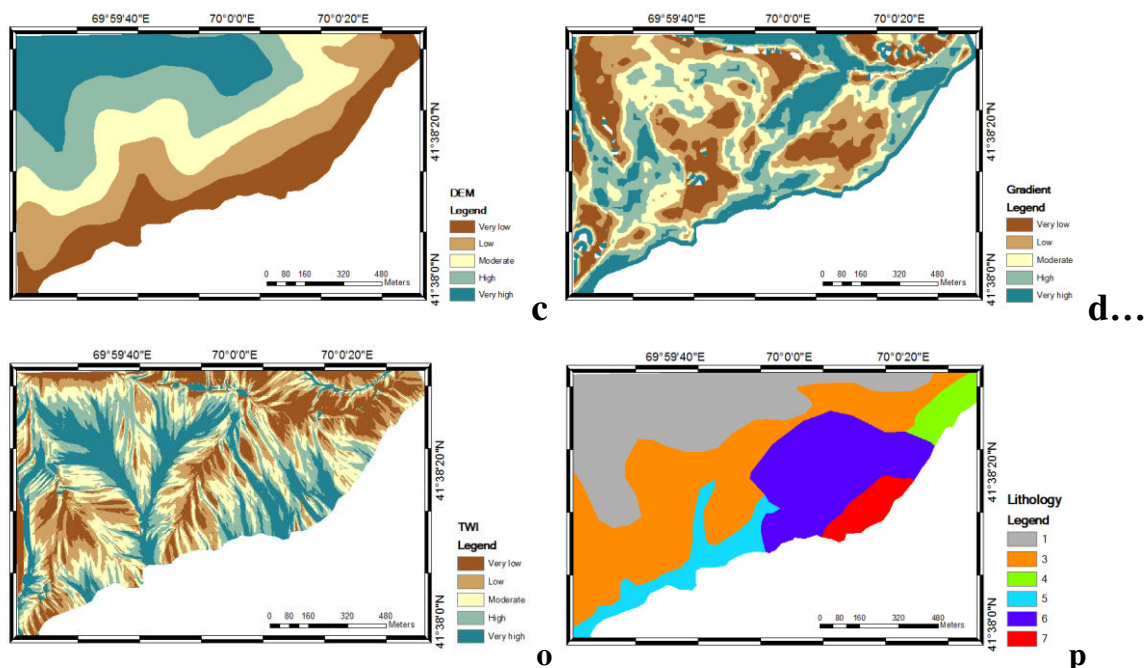 69°59'40"E 70°0'0"E 70°0'20"E
41°38'20"N
41°38'0"N
DEM
Legend
Very low
Low
Moderate
High
Very high
0 80 160 320 480
Meters
c
69°59'40"E 70°0'0"E 70°0'20"E
41°38'20"N
41°38'0"N
Gradient
Legend
Very low
Low
Moderate
High
Very high
0 80 160 320 480
Meters
d...
69°59'40"E 70°0'0"E 70°0'20"E
41°38'20"N
41°38'0"N
TWI
Legend
Very low
Low
Moderate
High
Very high
0 80 160 320 480
Meters
o
69°59'40"E 70°0'0"E 70°0'20"E
41°38'20"N
41°38'0"N
Lithology
Legend
1
3
4
5
6
7
0 80 160 320 480
Meters
p